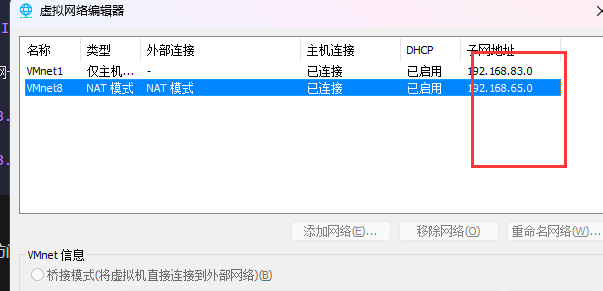 虚拟网络编辑器
名称 类型 外部连接 主机连接 DHCP 子网地址
VMnet1 仅主机... - 已连接 已启用 192.168.83.0
VMnet8 NAT 模式 NAT 模式 已连接 已启用 192.168.65.0
添加网络(E)... 移除网络(O) 重命名网络(W)...
VMnet 信息
桥接模式(将虚拟机直接连接到外部网络)(B)